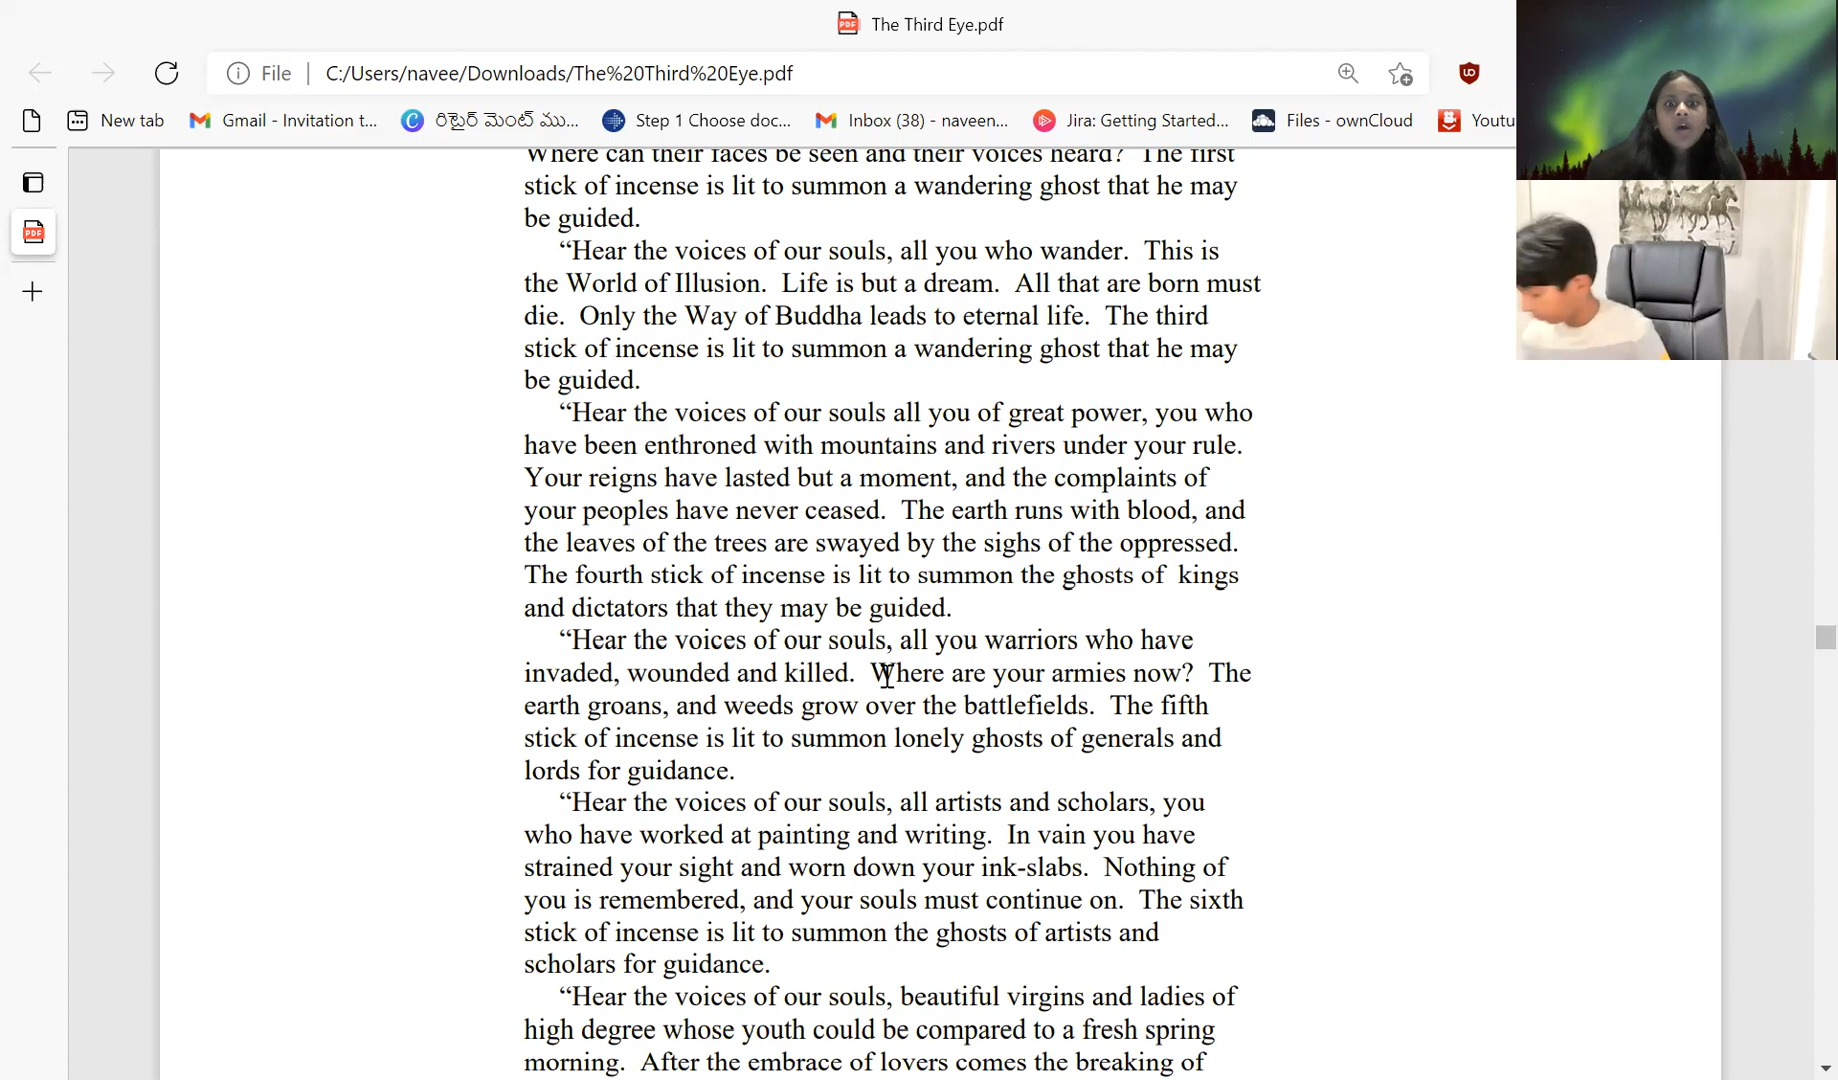 The Third Eye.pdf
File
C:/Users/navee/Downloads/The%20Third%20Eye.pdf
New tab
Gmail - Invitation t...
రిటైర్ మెంట్ ము...
Step 1 Choose doc...
Inbox (38) - naveen...
Jira: Getting Started...
Files - ownCloud
Youtu
Where can their faces be seen and their voices heard? The first
stick of incense is lit to summon a wandering ghost that he may
be guided.
“Hear the voices of our souls, all you who wander. This is
the World of Illusion. Life is but a dream. All that are born must
die. Only the Way of Buddha leads to eternal life. The third
stick of incense is lit to summon a wandering ghost that he may
be guided.
“Hear the voices of our souls all you of great power, you who
have been enthroned with mountains and rivers under your rule.
Your reigns have lasted but a moment, and the complaints of
your peoples have never ceased. The earth runs with blood, and
the leaves of the trees are swayed by the sighs of the oppressed.
The fourth stick of incense is lit to summon the ghosts of kings
and dictators that they may be guided.
“Hear the voices of our souls, all you warriors who have
invaded, wounded and killed. Where are your armies now? The
earth groans, and weeds grow over the battlefields. The fifth
stick of incense is lit to summon lonely ghosts of generals and
lords for guidance.
“Hear the voices of our souls, all artists and scholars, you
who have worked at painting and writing. In vain you have
strained your sight and worn down your ink-slabs. Nothing of
you is remembered, and your souls must continue on. The sixth
stick of incense is lit to summon the ghosts of artists and
scholars for guidance.
“Hear the voices of our souls, beautiful virgins and ladies of
high degree whose youth could be compared to a fresh spring
morning. After the embrace of lovers comes the breaking of